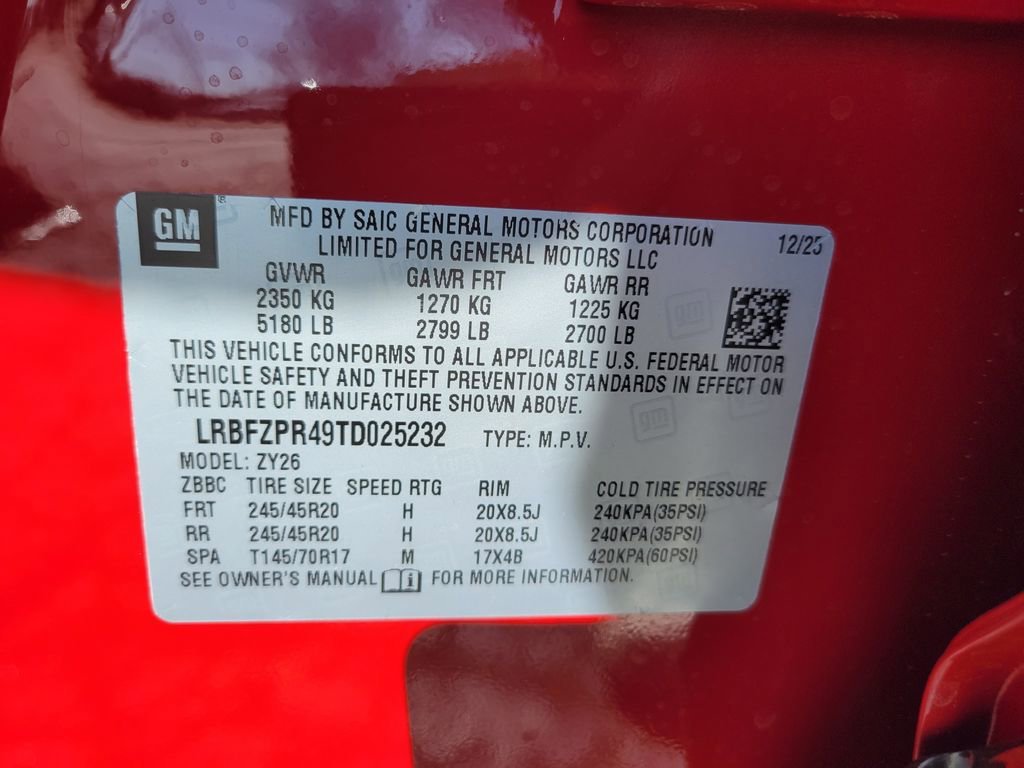 GM
MFD BY SAIC GENERAL MOTORS CORPORATION
LIMITED FOR GENERAL MOTORS LLC
12/25
GVWR GAWR FRT GAWR RR
2350 KG 1270 KG 1225 KG
5180 LB 2799 LB 2700 LB
THIS VEHICLE CONFORMS TO ALL APPLICABLE U.S. FEDERAL MOTOR
VEHICLE SAFETY AND THEFT PREVENTION STANDARDS IN EFFECT ON
THE DATE OF MANUFACTURE SHOWN ABOVE.
LRBFZPR49TD025232 TYPE: M.P.V.
MODEL: ZY26
ZBBC TIRE SIZE SPEED RTG RIM COLD TIRE PRESSURE
FRT 245/45R20 H 20X8.5J 240KPA(35PSI)
RR 245/45R20 H 20X8.5J 240KPA(35PSI)
SPA T145/70R17 M 17X4B 420KPA(60PSI)
SEE OWNER'S MANUAL i FOR MORE INFORMATION.
gm
gm